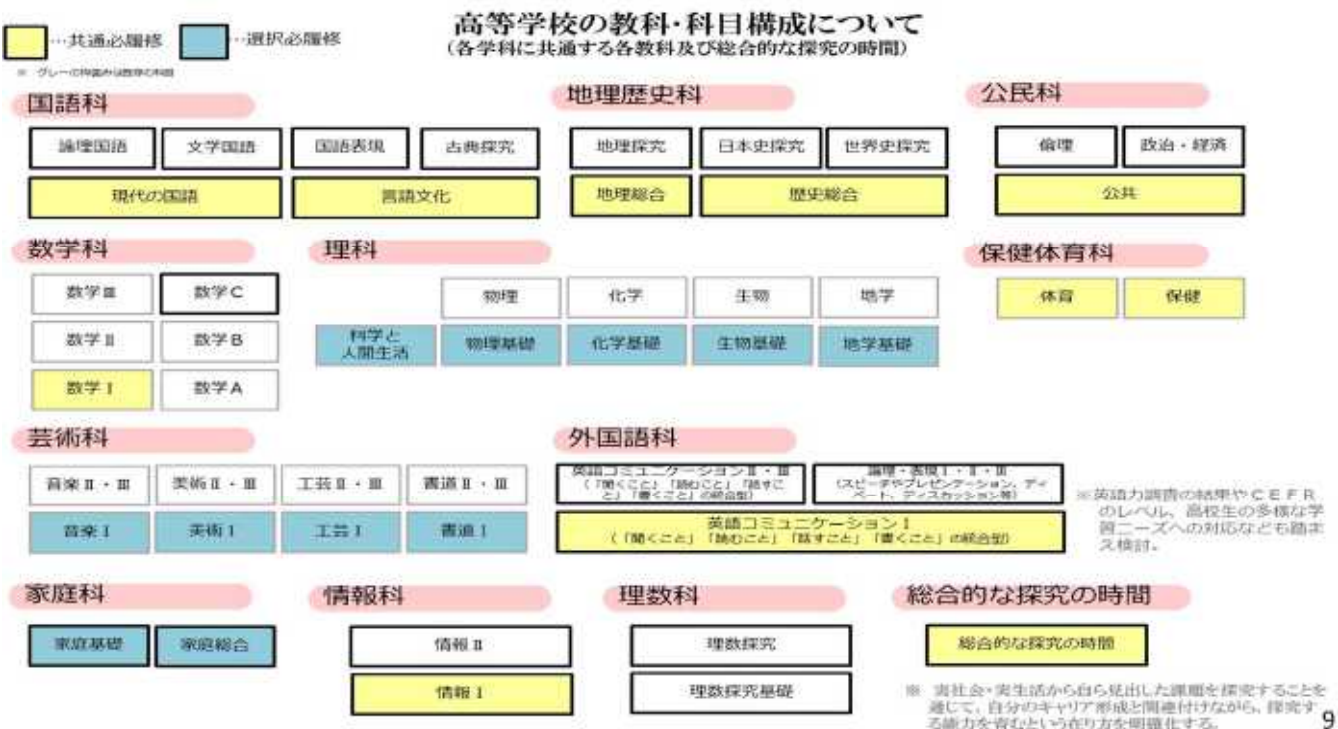 高等学校の教科・科目構成について
(各学科に共通する各教科及び総合的な探究の時間)
…共通必履修 …選択必履修
※ グレーの枠囲みは既存の科目
国語科
論理国語 文学国語 国語表現 古典探究
現代の国語 言語文化
地理歴史科
地理探究 日本史探究 世界史探究
地理総合 歴史総合
公民科
倫理 政治・経済
公共
数学科
数学Ⅲ 数学C
数学Ⅱ 数学B
数学Ⅰ 数学A
理科
物理 化学 生物 地学
科学と
人間生活
物理基礎 化学基礎 生物基礎 地学基礎
保健体育科
体育 保健
芸術科
音楽Ⅱ・Ⅲ 美術Ⅱ・Ⅲ 工芸Ⅱ・Ⅲ 書道Ⅱ・Ⅲ
音楽Ⅰ 美術Ⅰ 工芸Ⅰ 書道Ⅰ
外国語科
英語コミュニケーションⅡ・Ⅲ
(「聞くこと」「読むこと」「話すこ
と」「書くこと」の統合型)
論理・表現Ⅰ・Ⅱ・Ⅲ
(スピーチやプレゼンテーション、ディ
ベート、ディスカッション等)
英語コミュニケーションⅠ
(「聞くこと」「読むこと」「話すこと」「書くこと」の統合型)
※英語力調査の結果やCEFR
のレベル、高校生の多様な学
習ニーズへの対応なども踏ま
え検討。
家庭科
家庭基礎 家庭総合
情報科
情報Ⅱ
情報Ⅰ
理数科
理数探究
理数探究基礎
総合的な探究の時間
総合的な探究の時間
※ 実社会・実生活から自ら見出した課題を探究することを
通じて、自分のキャリア形成と関連付けながら、探究す
る能力を育むという在り方を明確化する。
9